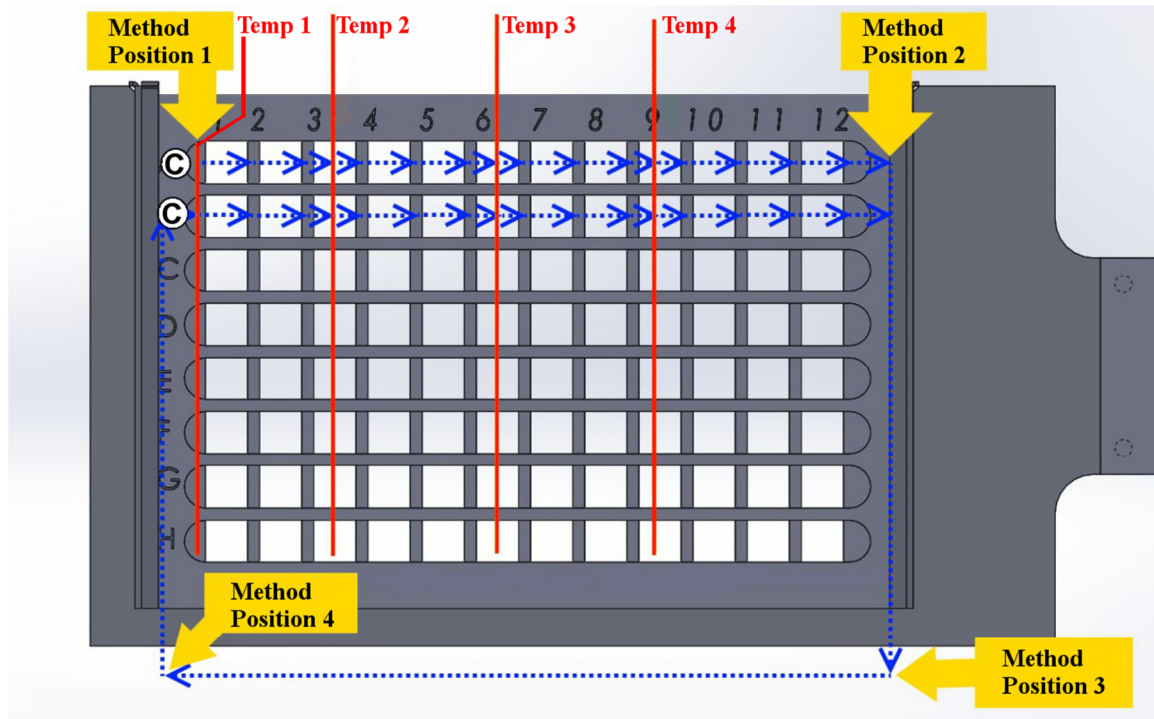 Method
Position 1
Temp 1
Temp 2
Temp 3
Temp 4
Method
Position 2
1 2 3 4 5 6 7 8 9 10 11 12
C
C
C
D
E
F
G
H
Method
Position 4
Method
Position 3